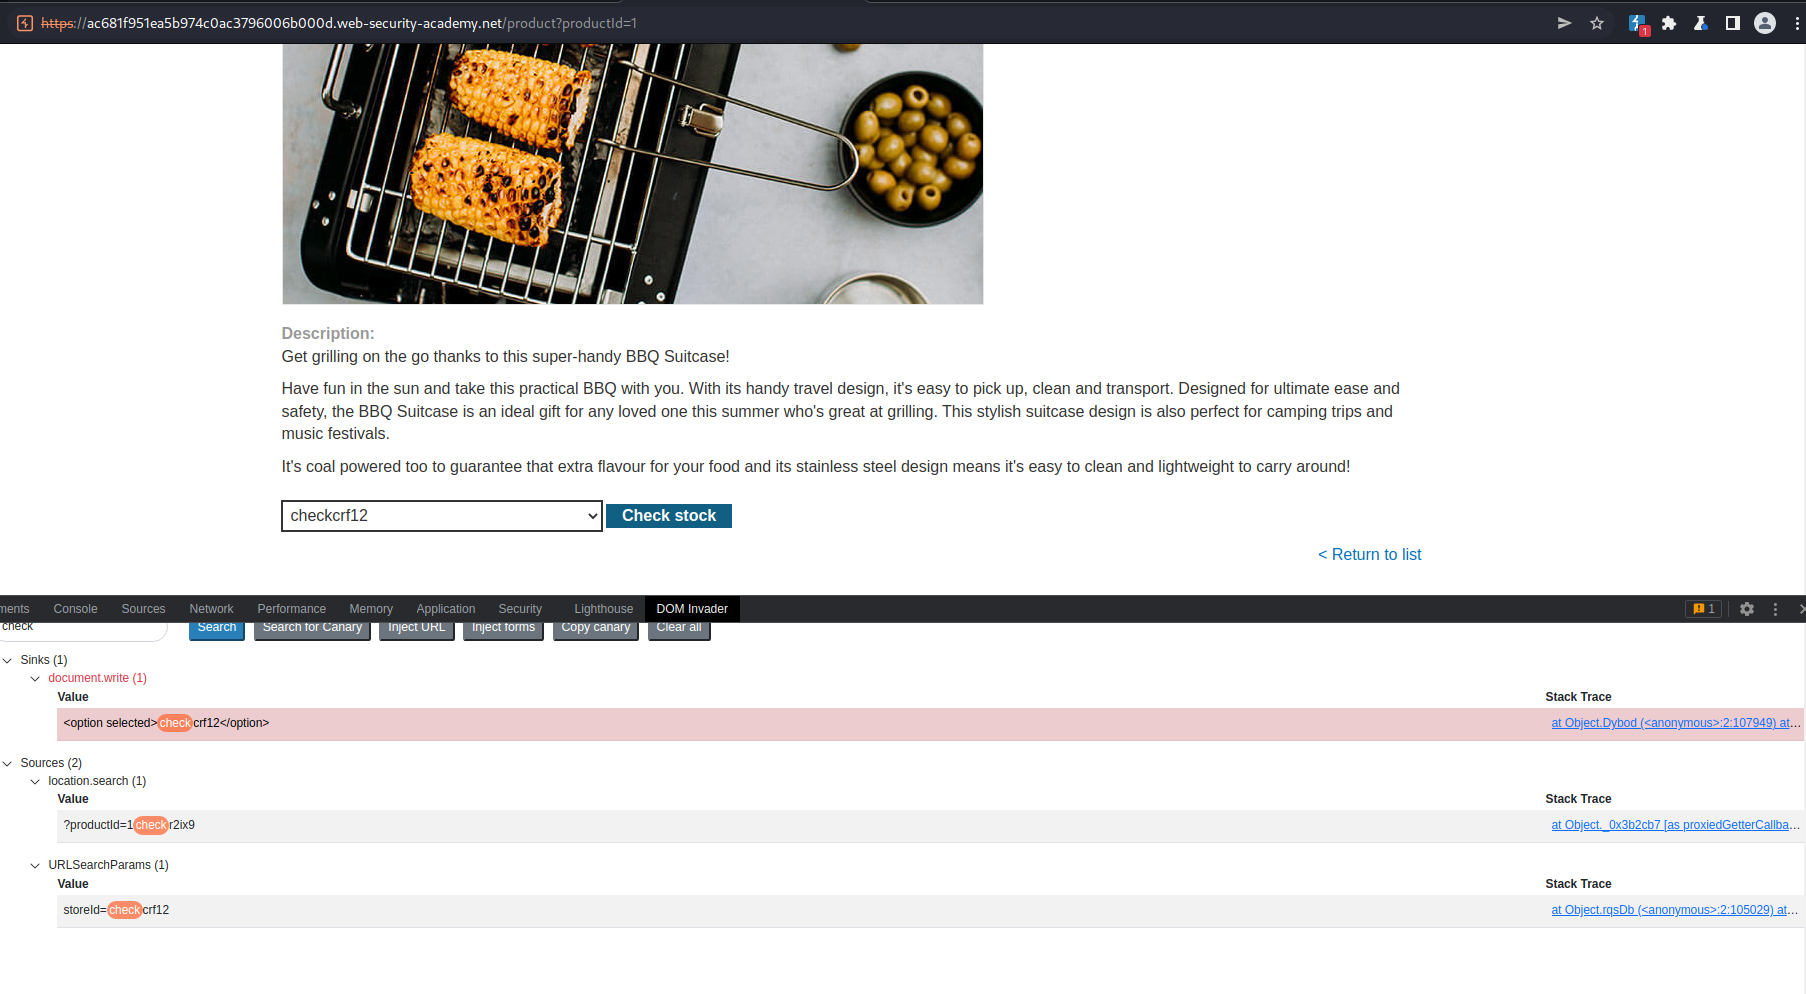 https://ac681f951ea5b974c0ac3796006b000d.web-security-academy.net/product?productId=1
1
Description:
Get grilling on the go thanks to this super-handy BBQ Suitcase!
Have fun in the sun and take this practical BBQ with you. With its handy travel design, it's easy to pick up, clean and transport. Designed for ultimate ease and
safety, the BBQ Suitcase is an ideal gift for any loved one this summer who's great at grilling. This stylish suitcase design is also perfect for camping trips and
music festivals.
It's coal powered too to guarantee that extra flavour for your food and its stainless steel design means it's easy to clean and lightweight to carry around!
checkcrf12 Check stock
< Return to list
ments Console Sources Network Performance Memory Application Security Lighthouse DOM Invader 1
check Search Search for Canary Inject URL Inject forms Copy canary Clear all
Sinks (1)
document.write (1)
Value Stack Trace
<option selected>checkcrf12</option> at Object.Dybod (<anonymous>:2:107949) at...
Sources (2)
location.search (1)
Value Stack Trace
?productId=1checkr2ix9 at Object._0x3b2cb7 [as proxiedGetterCallba...
URLSearchParams (1)
Value Stack Trace
storeId=checkcrf12 at Object.rqsDb (<anonymous>:2:105029) at...